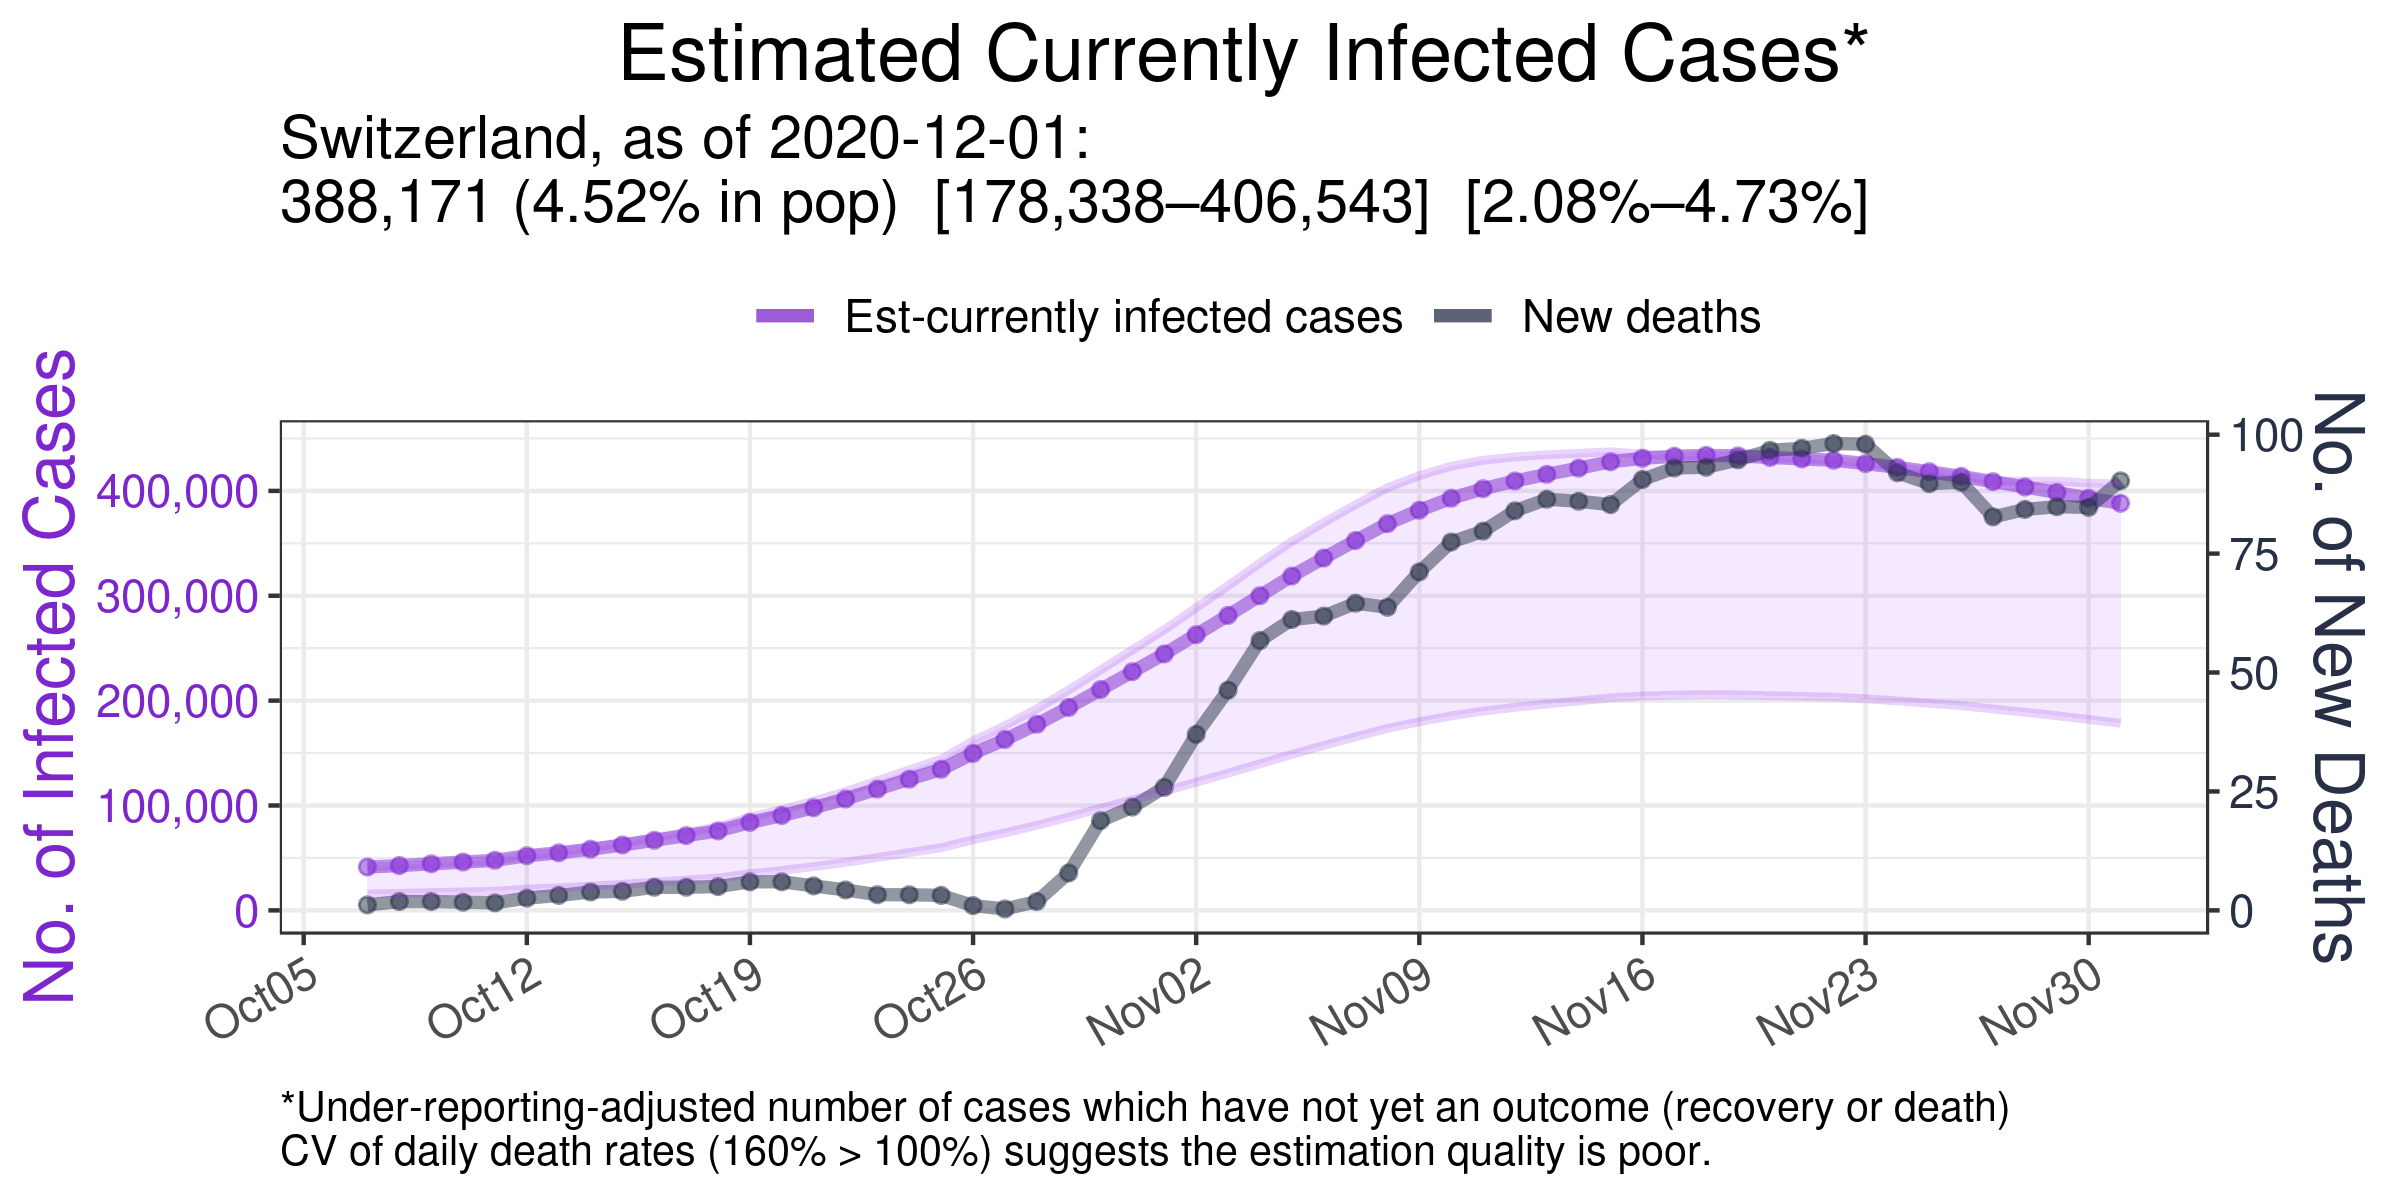 Estimated Currently Infected Cases*
Switzerland, as of 2020-12-01:
388,171 (4.52% in pop)  [178,338–406,543]  [2.08%–4.73%]
Est-currently infected cases
New deaths
No. of Infected Cases
400,000
300,000
200,000
100,000
0
100
75
50
25
0
No. of New Deaths
Oct05
Oct12
Oct19
Oct26
Nov02
Nov09
Nov16
Nov23
Nov30
*Under-reporting-adjusted number of cases which have not yet an outcome (recovery or death)
CV of daily death rates (160% > 100%) suggests the estimation quality is poor.